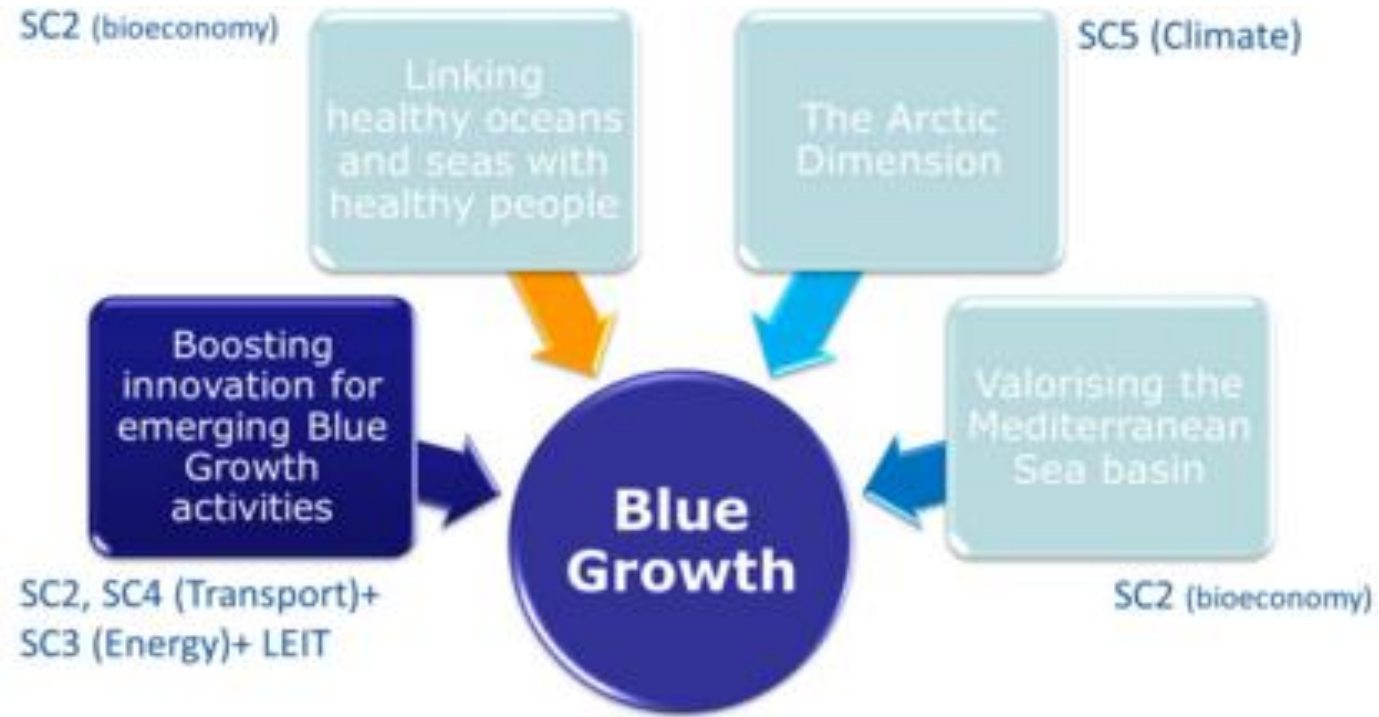 SC2 (bioeconomy)
Linking
healthy oceans
and seas with
healthy people
The Arctic
Dimension
SC5 (Climate)
Boosting
innovation for
emerging Blue
Growth
activities
SC2, SC4 (Transport)+
SC3 (Energy)+ LEIT
Blue
Growth
Valorising the
Mediterranean
Sea basin
SC2 (bioeconomy)